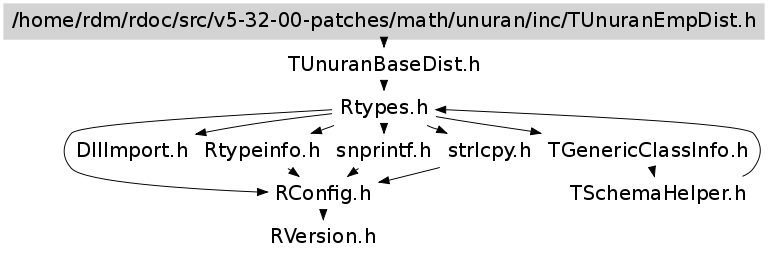 /home/rdm/rdoc/src/v5-32-00-patches/math/unuran/inc/TUnuranEmpDist.h
TUnuranBaseDist.h
Rtypes.h
DllImport.h Rtypeinfo.h snprintf.h strlcpy.h TGenericClassInfo.h
RConfig.h TSchemaHelper.h
RVersion.h